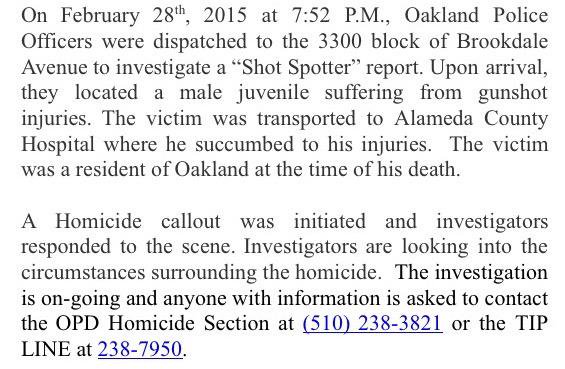 On February 28th, 2015 at 7:52 P.M., Oakland Police
Officers were dispatched to the 3300 block of Brookdale
Avenue to investigate a “Shot Spotter” report. Upon arrival,
they located a male juvenile suffering from gunshot
injuries. The victim was transported to Alameda County
Hospital where he succumbed to his injuries.  The victim
was a resident of Oakland at the time of his death.
A Homicide callout was initiated and investigators
responded to the scene. Investigators are looking into the
circumstances surrounding the homicide.  The investigation
is on-going and anyone with information is asked to contact
the OPD Homicide Section at (510) 238-3821 or the TIP
LINE at 238-7950.